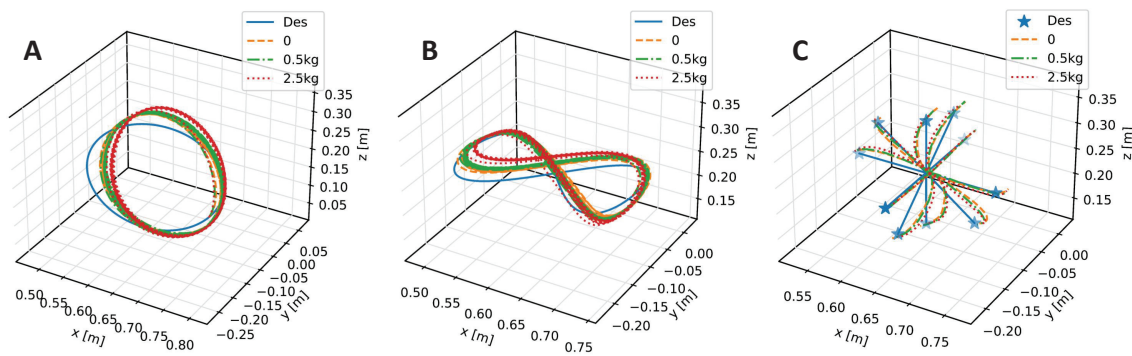 A
Des
0
0.5kg
2.5kg
0.35
0.30
0.25
0.20
0.15
0.10
0.05
z [m]
0.05
0.00
−0.05
−0.10
−0.15
−0.20
−0.25
y [m]
0.50
0.55
0.60
0.65
0.70
0.75
0.80
x [m]
B
Des
0
0.5kg
2.5kg
0.35
0.30
0.25
0.20
0.15
z [m]
0.00
−0.05
−0.10
−0.15
−0.20
y [m]
0.50
0.55
0.60
0.65
0.70
0.75
x [m]
C
Des
0
0.5kg
2.5kg
0.35
0.30
0.25
0.20
0.15
z [m]
0.00
−0.05
−0.10
−0.15
−0.20
y [m]
0.55
0.60
0.65
0.70
0.75
x [m]